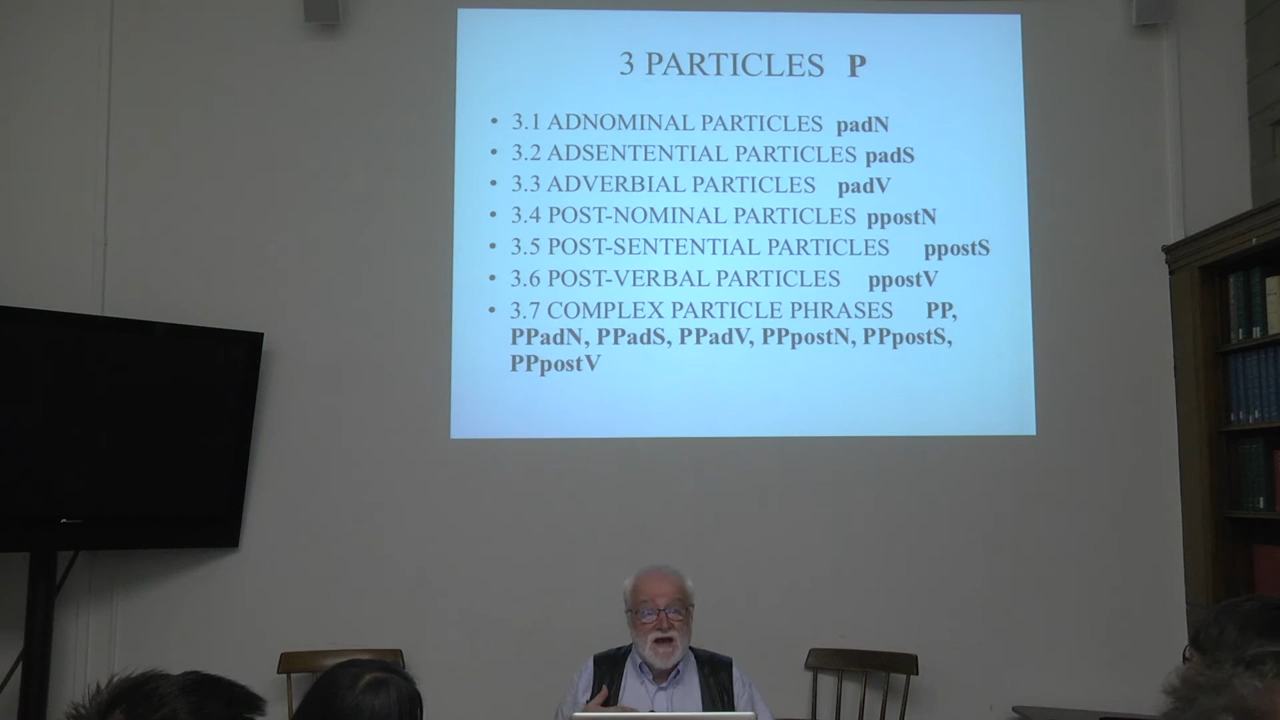 3 PARTICLES P
• 3.1 ADNOMINAL PARTICLES padN
• 3.2 ADSENTENTIAL PARTICLES padS
• 3.3 ADVERBIAL PARTICLES padV
• 3.4 POST-NOMINAL PARTICLES ppostN
• 3.5 POST-SENTENTIAL PARTICLES ppostS
• 3.6 POST-VERBAL PARTICLES ppostV
• 3.7 COMPLEX PARTICLE PHRASES PP,
PPadN, PPadS, PPadV, PPpostN, PPpostS,
PPpostV